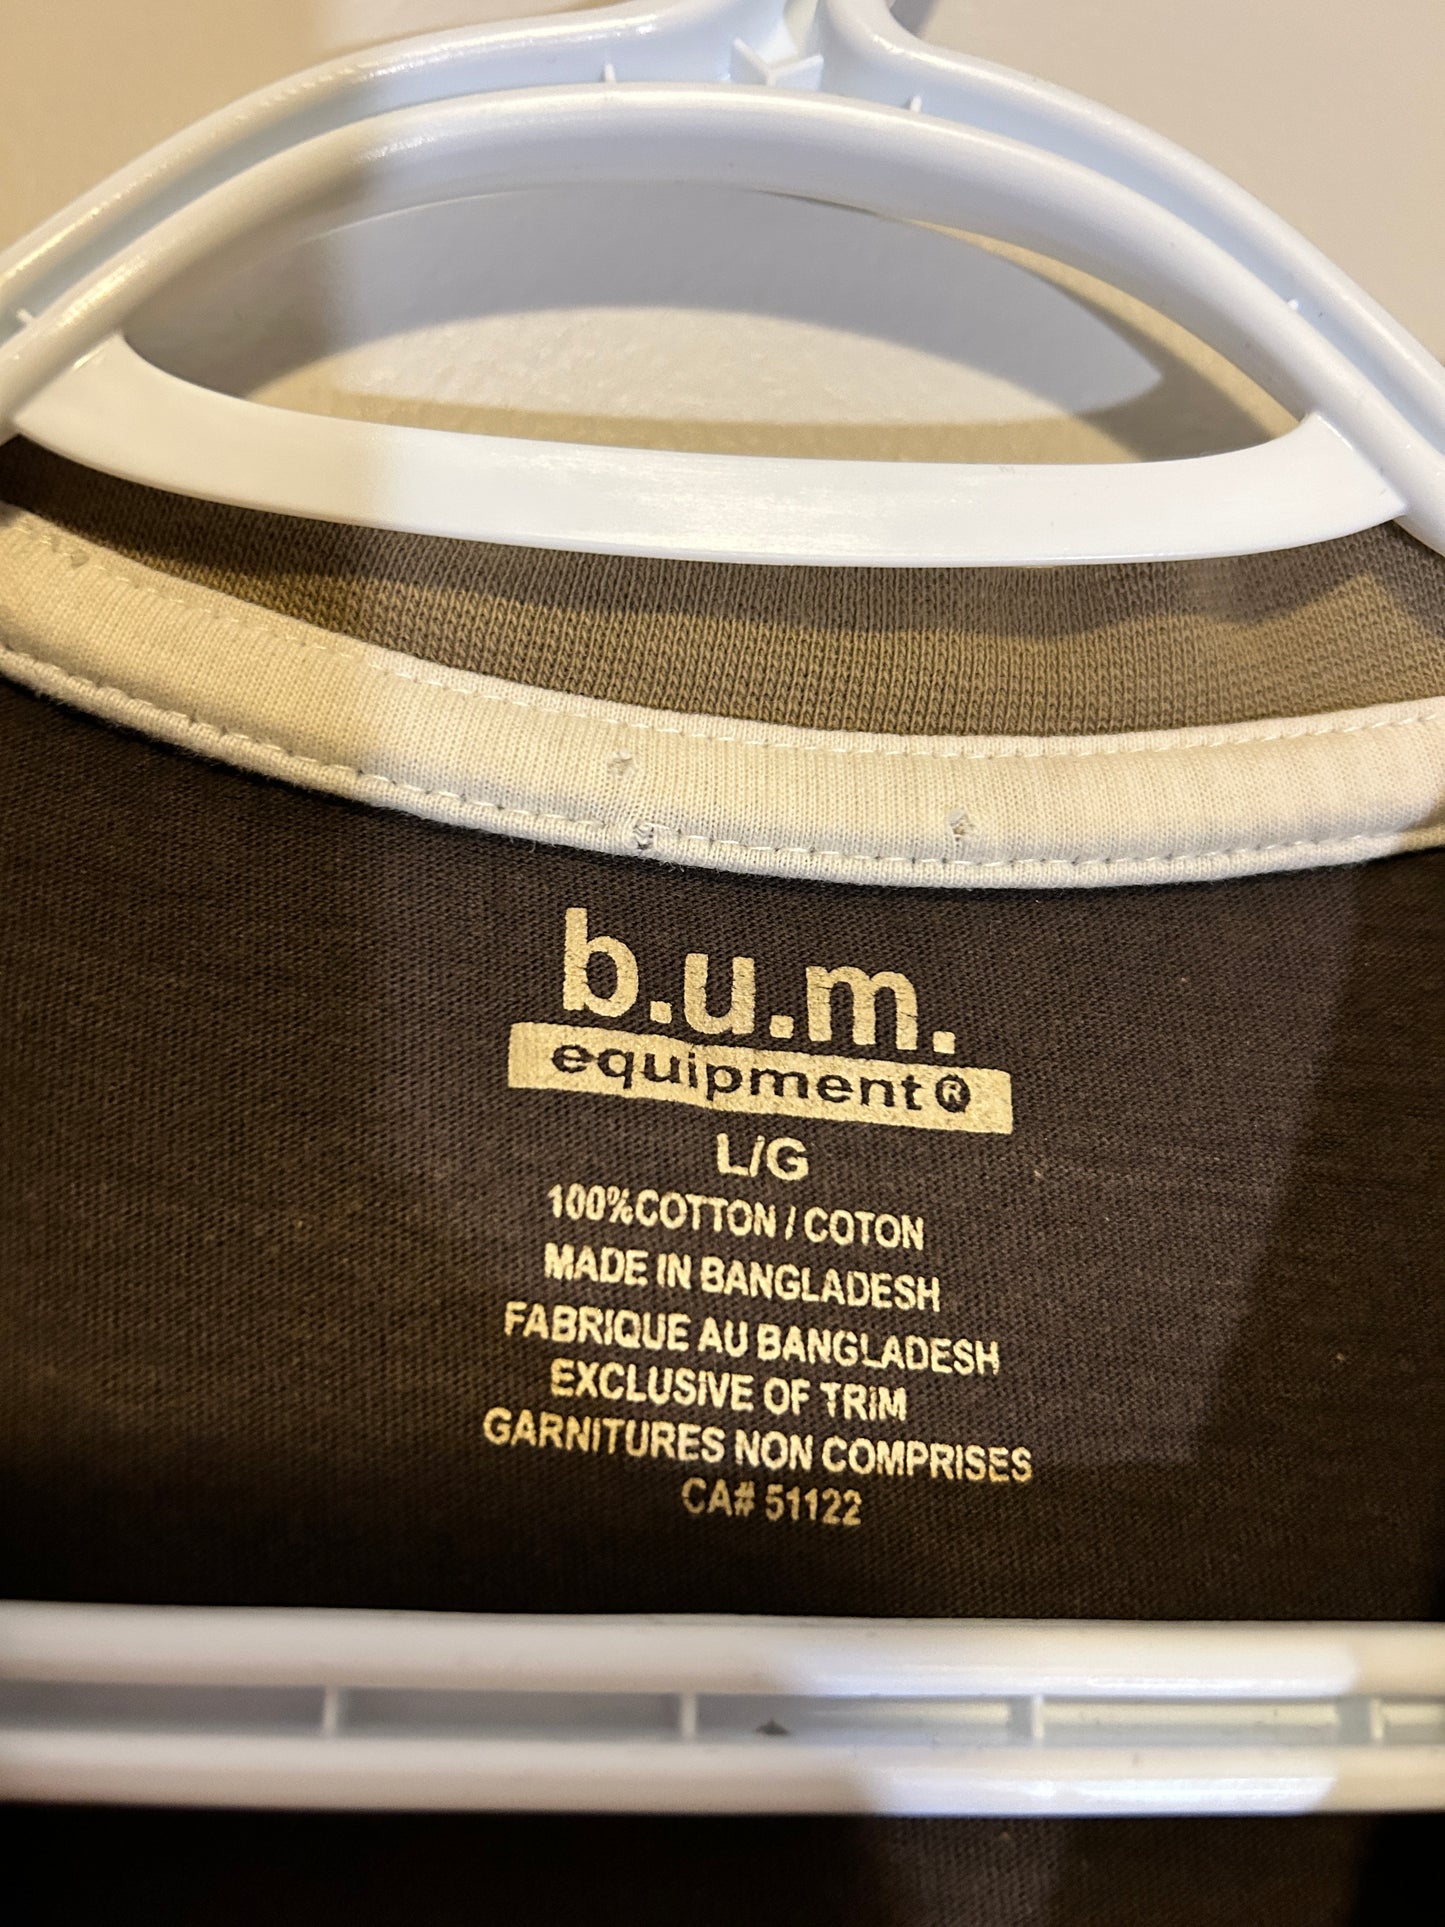 b.u.m.
equipment®
L/G
100%COTTON / COTON
MADE IN BANGLADESH
FABRIQUE AU BANGLADESH
EXCLUSIVE OF TRIM
GARNITURES NON COMPRISES
CA# 51122